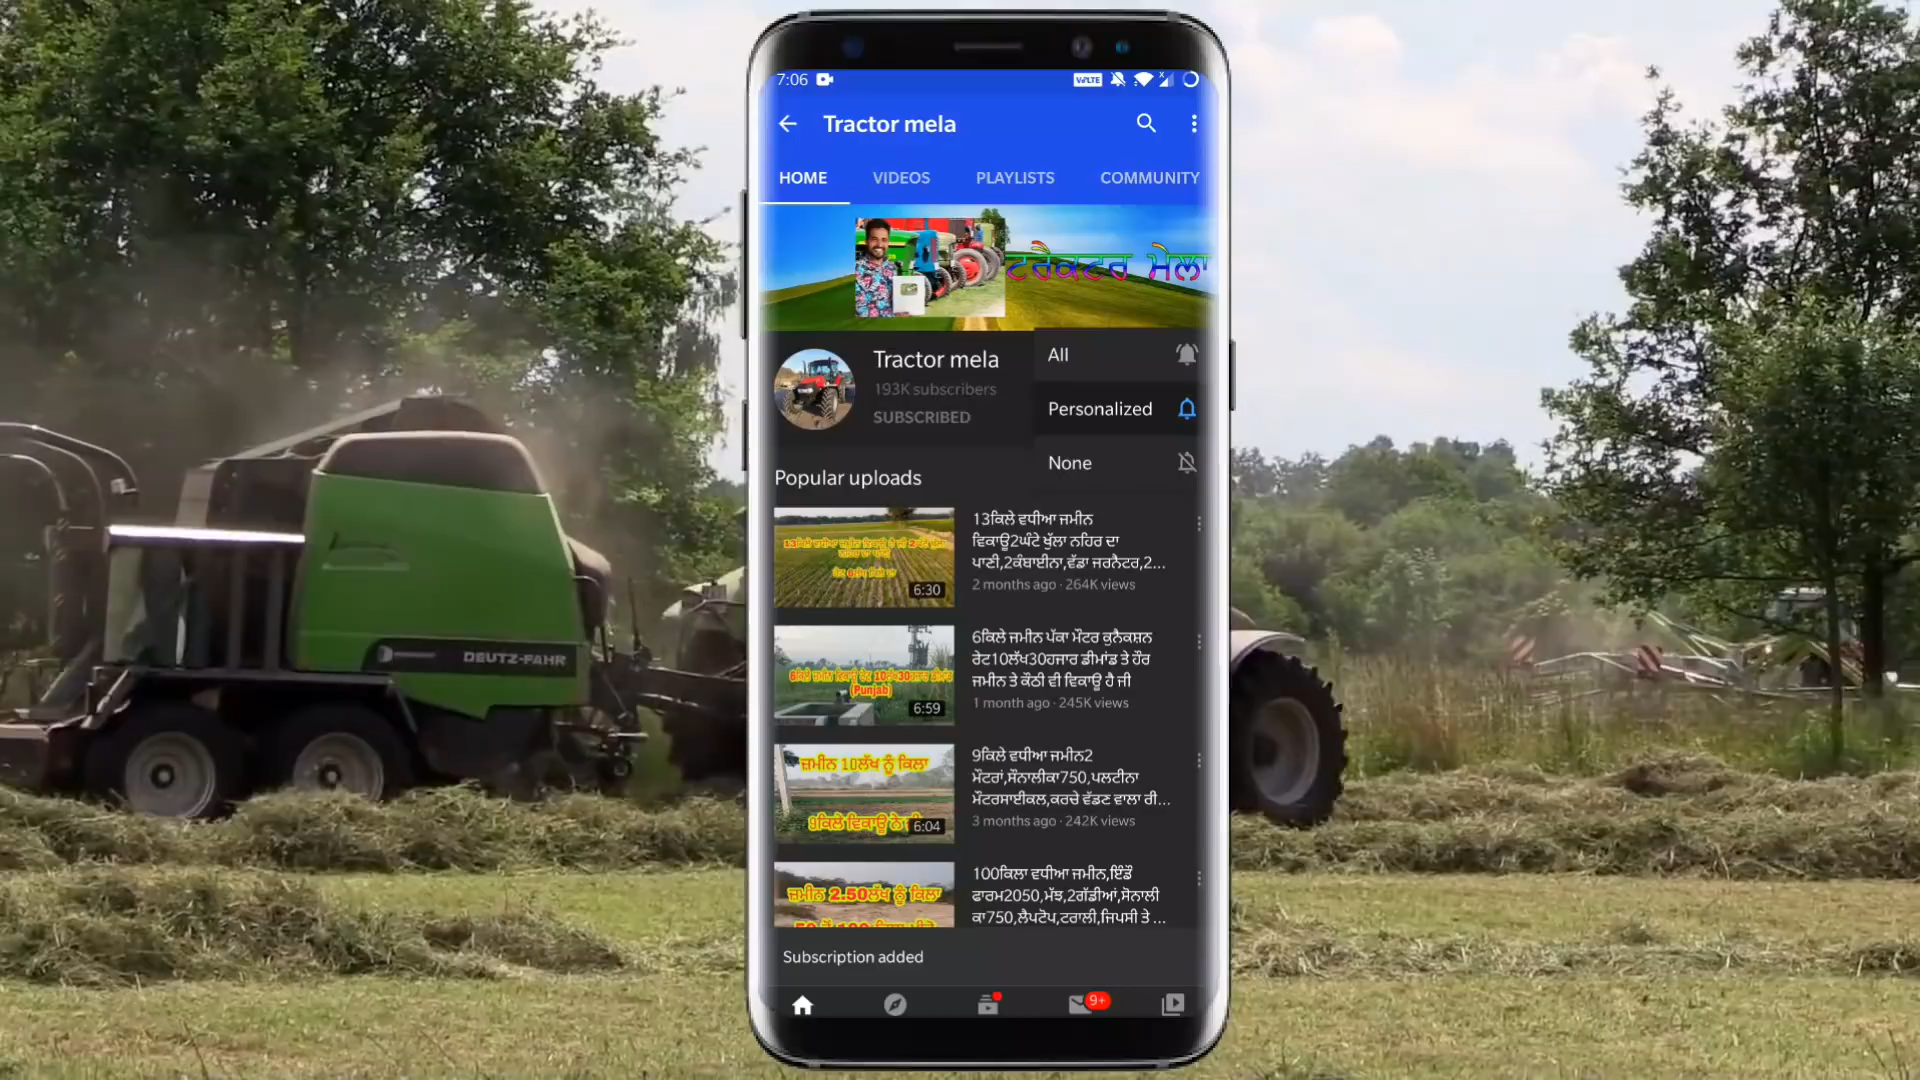 7:06
VoLTE
Tractor mela
HOME VIDEOS PLAYLISTS COMMUNITY
ਟਰੈਕਟਰ ਮੇਲਾ
Tractor mela
193K subscribers
SUBSCRIBED
All
Personalized
None
Popular uploads
13ਕਿਲੇ ਵਧੀਆ ਜਮੀਨ
ਵਿਕਾਊ2ਘੰਟੇ ਖੁੱਲਾ ਨਹਿਰ ਦਾ
ਪਾਣੀ,2ਕੰਬਾਈਨਾ,ਵੱਡਾ ਜਰਨੈਟਰ,2...
2 months ago · 264K views
6:30
6ਕਿਲੇ ਜਮੀਨ ਪੱਕਾ ਮੌਟਰ ਕੁਨੈਕਸ਼ਨ
ਰੇਟ10ਲੱਖ30ਹਜਾਰ ਡੀਮਾਂਡ ਤੇ ਹੌਰ
ਜਮੀਨ ਤੇ ਕੌਠੀ ਵੀ ਵਿਕਾਊ ਹੈ ਜੀ
1 month ago · 245K views
(Punjab)
6:59
9ਕਿਲੇ ਵਧੀਆ ਜਮੀਨ2
ਮੌਟਰਾਂ,ਸੌਨਾਲੀਕਾ750,ਪਲਟੀਨਾ
ਮੌਟਰਸਾਈਕਲ,ਕਰਚੇ ਵੱਡਣ ਵਾਲਾ ਰੀ...
3 months ago · 242K views
ਜ਼ਮੀਨ 10ਲੱਖ ਨੂੰ ਕਿਲਾ
9ਕਿਲੇ ਵਿਕਾਊ ਨੇ ਜੀ
6:04
100ਕਿਲਾ ਵਧੀਆ ਜਮੀਨ,ਇੰਡੌ
ਫਾਰਮ2050,ਮੱਝ,2ਗੱਡੀਆਂ,ਸੋਨਾਲੀ
ਕਾ750,ਲੈਪਟੋਪ,ਟਰਾਲੀ,ਜਿਪਸੀ ਤੇ ...
ਜ਼ਮੀਨ 2.50ਲੱਖ ਨੂੰ ਕਿਲਾ
Subscription added
9+
DEUTZ-FAHR